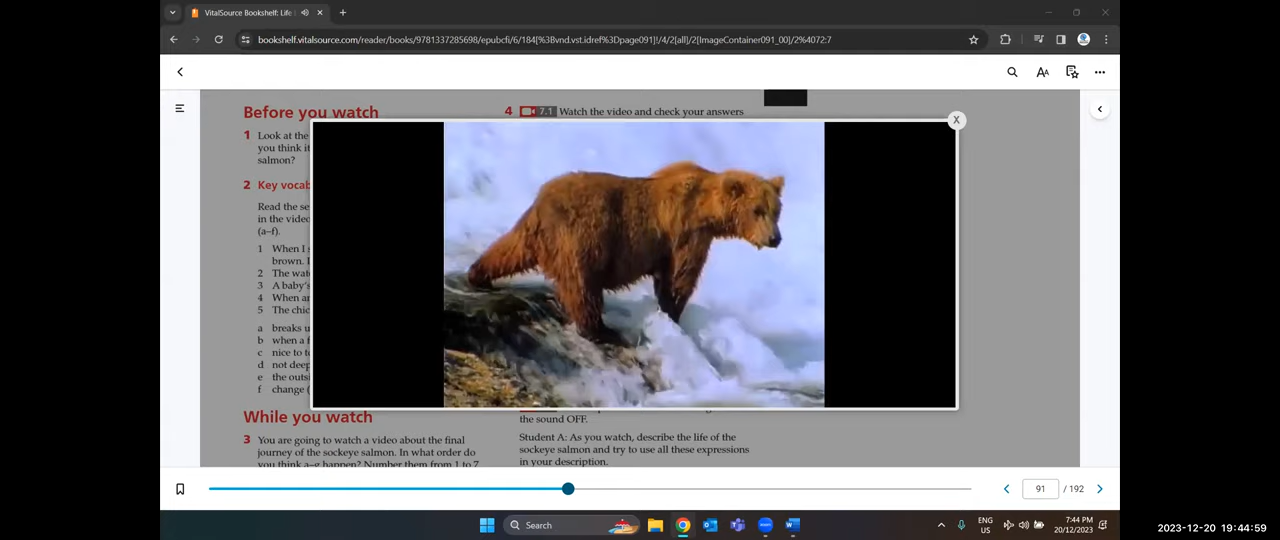 VitalSource Bookshelf: Life
bookshelf.vitalsource.com/reader/books/9781337285698/epubcfi/6/184[%3Bvnd.vst.idref%3Dpage091]!/4/2[all]/2[ImageContainer091_00]/2%4072:7
Before you watch
1 Look at the
you think it
salmon?
2 Key vocab
Read the se
in the video
(a–f).
1 When I s
brown. I
2 The wat
3 A baby's
4 When an
5 The chic
a breaks u
b when a f
c nice to t
d not deep
e the outsi
f change (
While you watch
3 You are going to watch a video about the final
journey of the sockeye salmon. In what order do
you think a–g happen? Number them from 1 to 7
4 7.1 Watch the video and check your answers
X
the sound OFF.
Student A: As you watch, describe the life of the
sockeye salmon and try to use all these expressions
in your description.
91 / 192
Search
ENG
US
7:44 PM
20/12/2023
2023-12-20 19:44:59